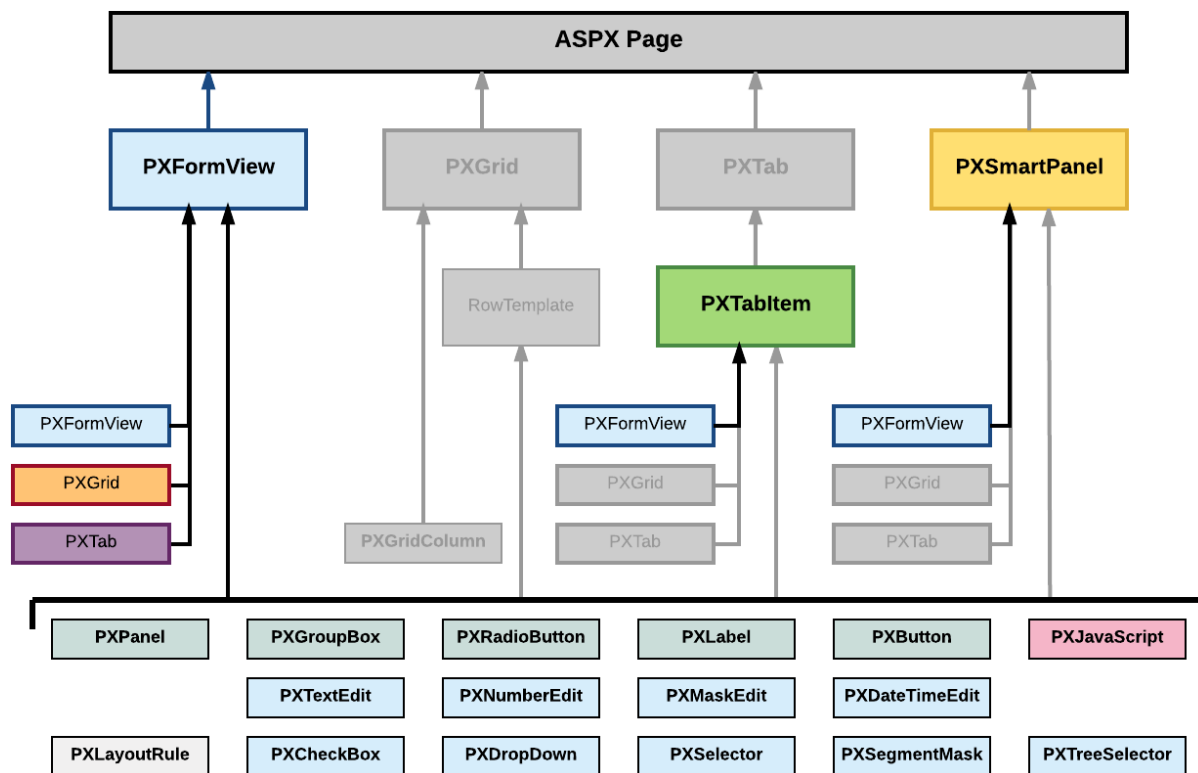 ASPX Page
PXFormView
PXGrid
PXTab
PXSmartPanel
RowTemplate
PXTabItem
PXFormView
PXFormView
PXFormView
PXGrid
PXGrid
PXGrid
PXTab
PXGridColumn
PXTab
PXTab
PXPanel
PXGroupBox
PXRadioButton
PXLabel
PXButton
PXJavaScript
PXTextEdit
PXNumberEdit
PXMaskEdit
PXDateTimeEdit
PXLayoutRule
PXCheckBox
PXDropDown
PXSelector
PXSegmentMask
PXTreeSelector